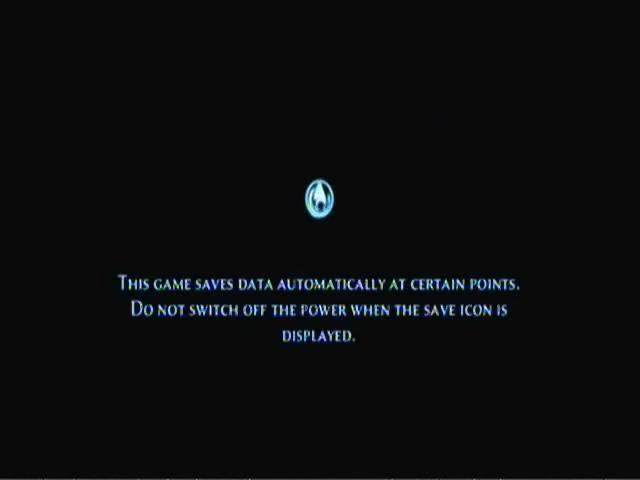 This game saves data automatically at certain points.
Do not switch off the power when the save icon is
displayed.